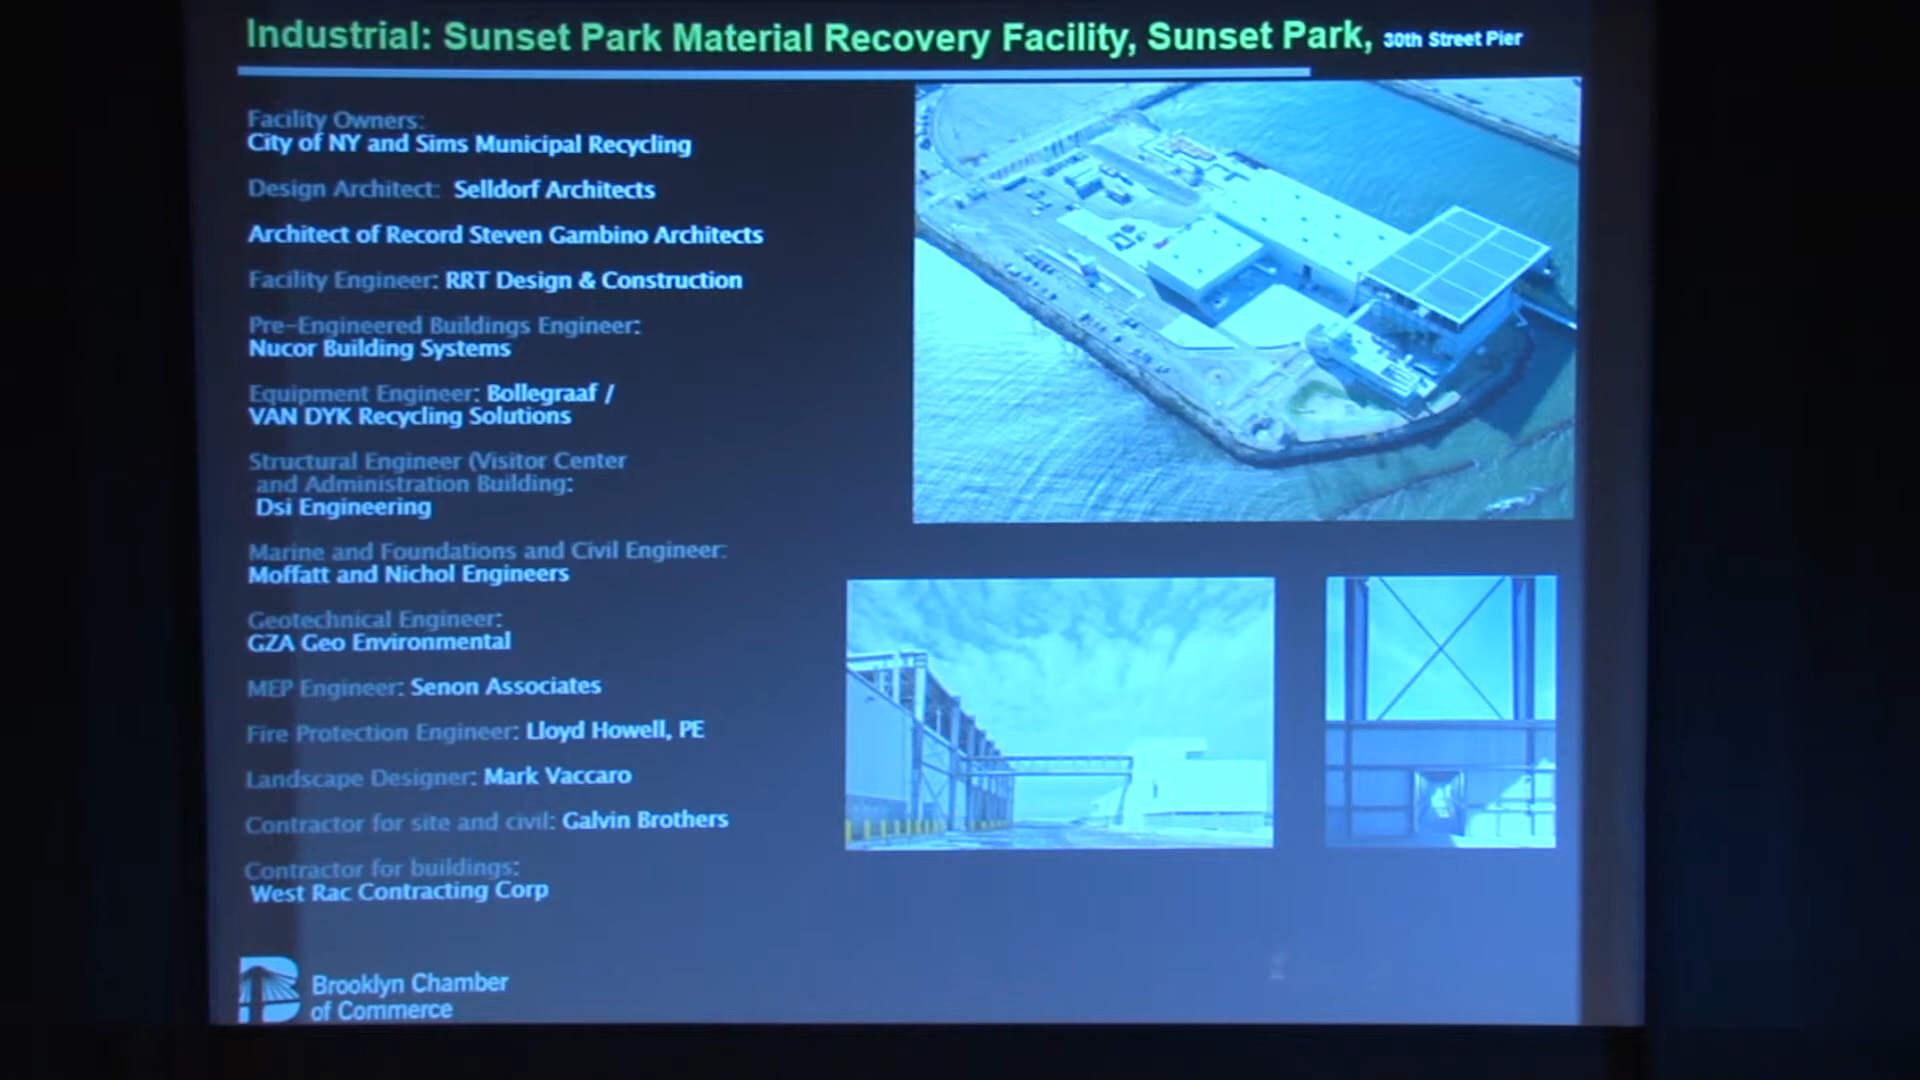 Industrial: Sunset Park Material Recovery Facility, Sunset Park, 30th Street Pier
Facility Owners:
City of NY and Sims Municipal Recycling
Design Architect: Selldorf Architects
Architect of Record Steven Gambino Architects
Facility Engineer: RRT Design & Construction
Pre-Engineered Buildings Engineer:
Nucor Building Systems
Equipment Engineer: Bollegraaf /
VAN DYK Recycling Solutions
Structural Engineer (Visitor Center
and Administration Building:
Dsi Engineering
Marine and Foundations and Civil Engineer:
Moffatt and Nichol Engineers
Geotechnical Engineer:
GZA Geo Environmental
MEP Engineer: Senon Associates
Fire Protection Engineer: Lloyd Howell, PE
Landscape Designer: Mark Vaccaro
Contractor for site and civil: Galvin Brothers
Contractor for buildings:
West Rac Contracting Corp
Brooklyn Chamber
of Commerce